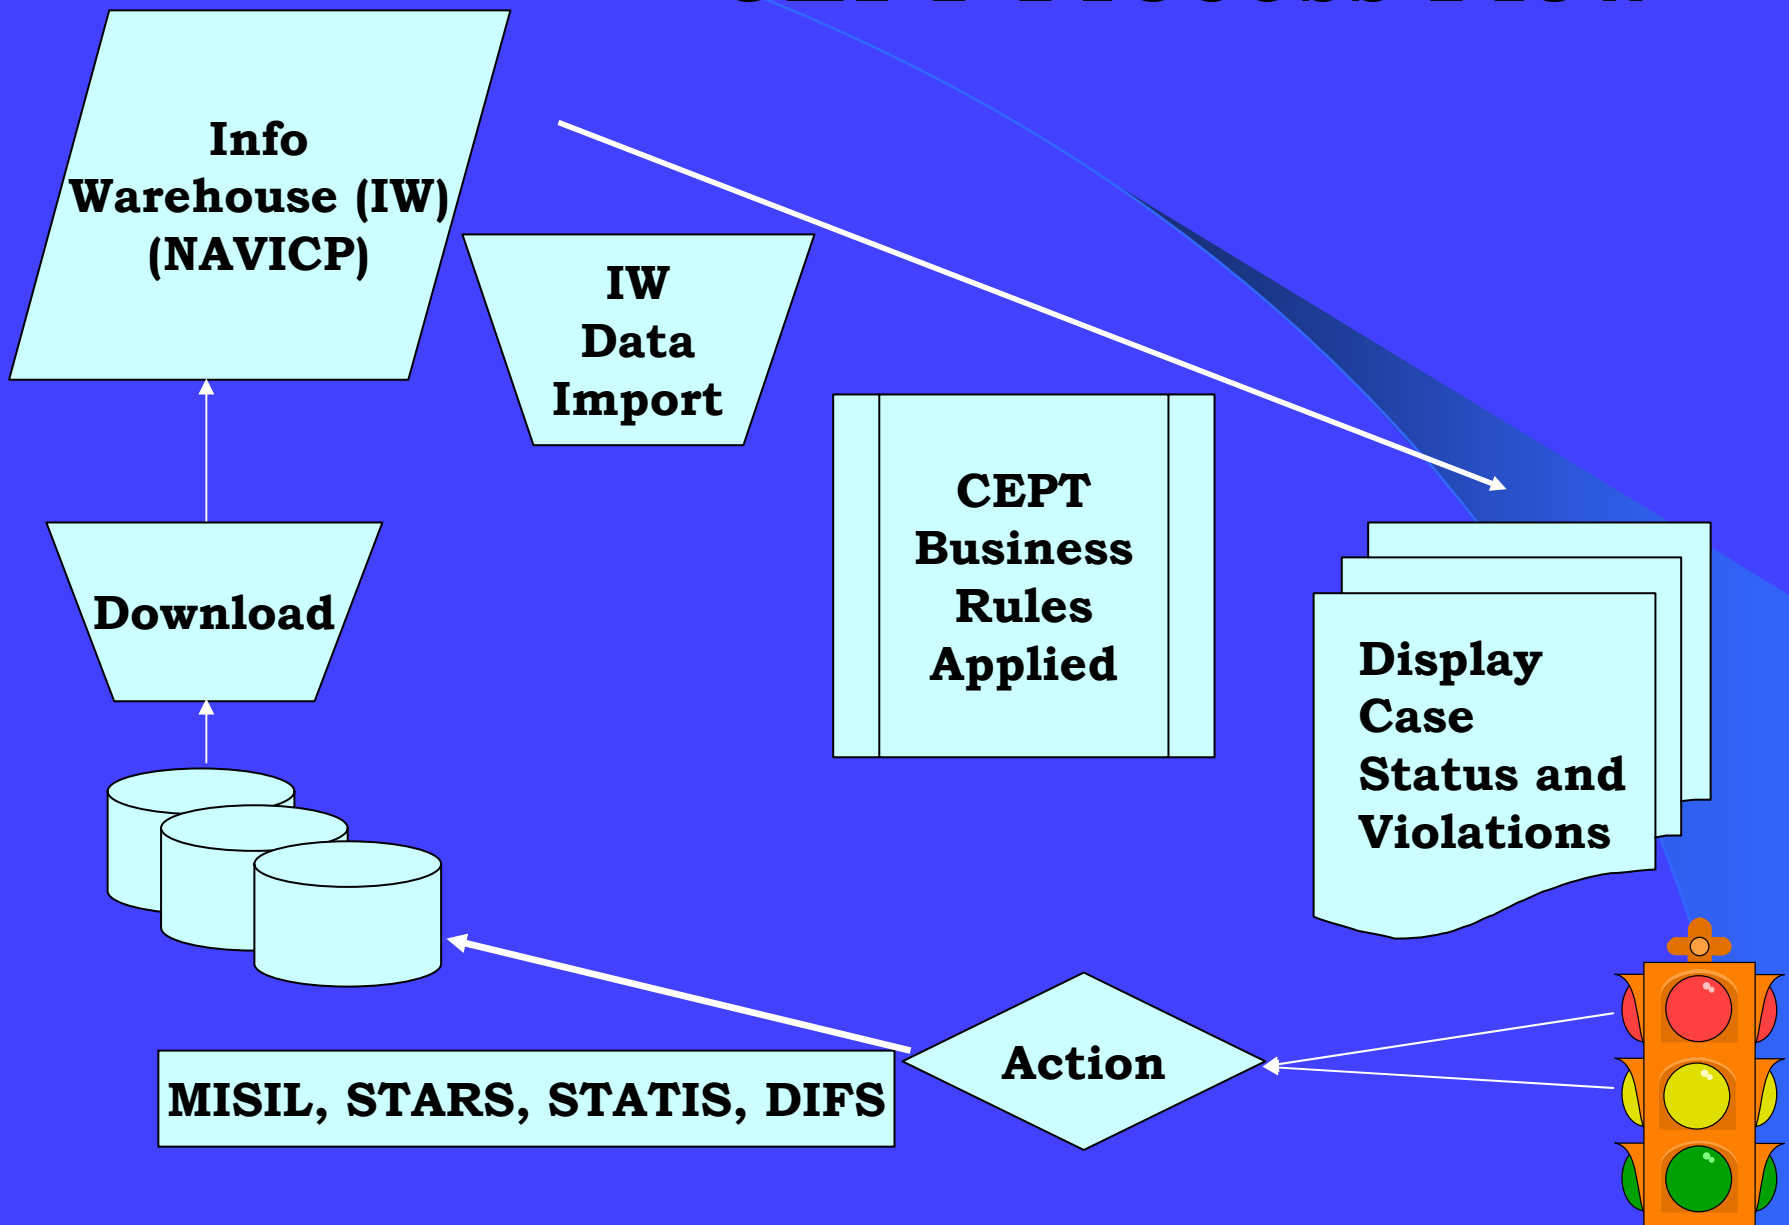 Info
Warehouse (IW)
(NAVICP)
IW
Data
Import
CEPT
Business
Rules
Applied
Download
Display
Case
Status and
Violations
Action
MISIL, STARS, STATIS, DIFS